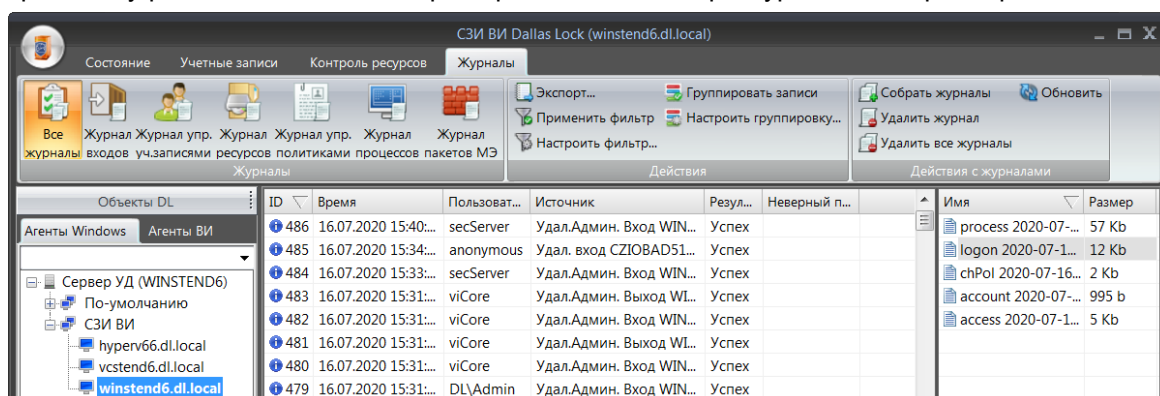 СЗИ ВИ Dallas Lock (winstend6.dl.local)
Состояние Учетные записи Контроль ресурсов Журналы
Все журналы
Журнал входов
Журнал упр. уч.записями
Журнал ресурсов
Журнал упр. политиками
Журнал процессов
Журнал пакетов МЭ
Журналы
Экспорт...
Применить фильтр
Настроить фильтр...
Группировать записи
Настроить группировку...
Действия
Собрать журналы
Удалить журнал
Удалить все журналы
Обновить
Действия с журналами
Объекты DL
Агенты Windows Агенты ВИ
Сервер УД (WINSTEND6)
По-умолчанию
СЗИ ВИ
hyperv66.dl.local
vcstend6.dl.local
winstend6.dl.local
ID Время Пользоват... Источник Резул... Неверный п...
486 16.07.2020 15:40:... secServer Удал.Админ. Вход WIN... Успех
485 16.07.2020 15:34:... anonymous Удал. вход CZIOBAD51... Успех
484 16.07.2020 15:33:... secServer Удал.Админ. Вход WIN... Успех
483 16.07.2020 15:31:... viCore Удал.Админ. Выход WI... Успех
482 16.07.2020 15:31:... viCore Удал.Админ. Вход WIN... Успех
481 16.07.2020 15:31:... viCore Удал.Админ. Выход WI... Успех
480 16.07.2020 15:31:... viCore Удал.Админ. Вход WIN... Успех
479 16.07.2020 15:31:... DL\Admin Удал.Админ. Вход WIN... Успех
Имя Размер
process 2020-07-... 57 Kb
logon 2020-07-1... 12 Kb
chPol 2020-07-16... 2 Kb
account 2020-07-... 995 b
access 2020-07-1... 5 Kb